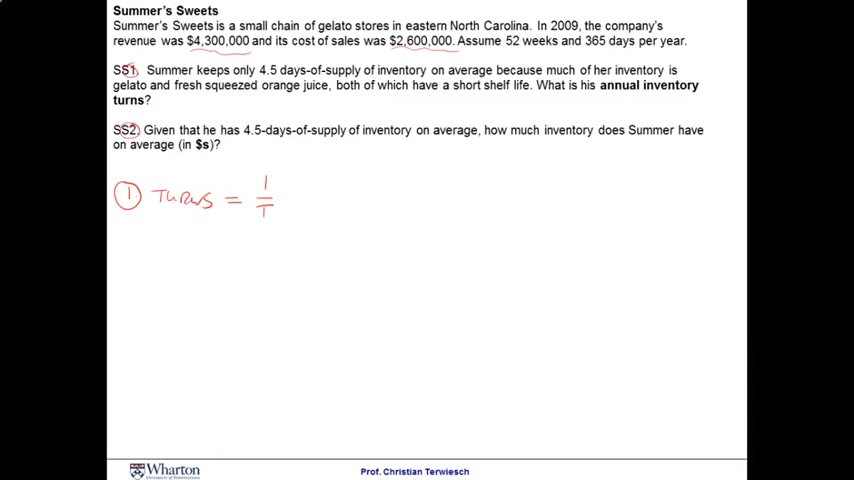 Summer's Sweets
Summer's Sweets is a small chain of gelato stores in eastern North Carolina. In 2009, the company's
revenue was $4,300,000 and its cost of sales was $2,600,000. Assume 52 weeks and 365 days per year.
SS1. Summer keeps only 4.5 days-of-supply of inventory on average because much of her inventory is
gelato and fresh squeezed orange juice, both of which have a short shelf life. What is his annual inventory
turns?
SS2. Given that he has 4.5-days-of-supply of inventory on average, how much inventory does Summer have
on average (in $s)?
1 TURNS = 1
T
Wharton
UNIVERSITY of PENNSYLVANIA
Prof. Christian Terwiesch